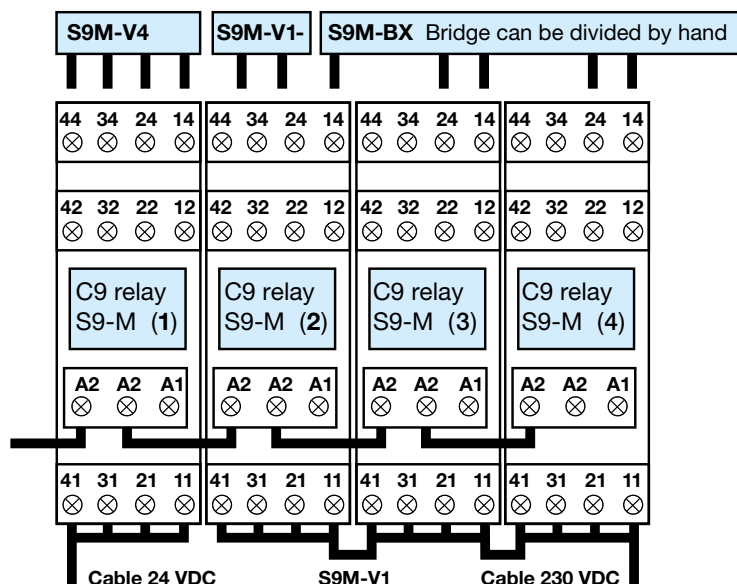 S9M-V4 S9M-V1- S9M-BX Bridge can be divided by hand
44 34 24 14 44 34 24 14 44 34 24 14 44 34 24 14
42 32 22 12 42 32 22 12 42 32 22 12 42 32 22 12
C9 relay C9 relay C9 relay C9 relay
S9-M (1) S9-M (2) S9-M (3) S9-M (4)
A2 A2 A1 A2 A2 A1 A2 A2 A1 A2 A2 A1
41 31 21 11 41 31 21 11 41 31 21 11 41 31 21 11
Cable 24 VDC S9M-V1 Cable 230 VDC